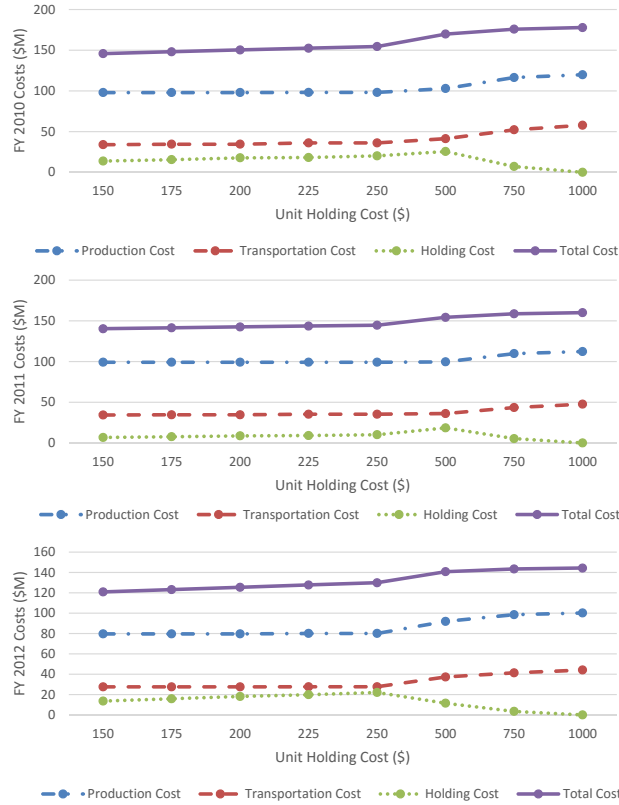 200
150
100
50
0
FY 2010 Costs ($M)
150 175 200 225 250 500 750 1000
Unit Holding Cost ($)
Production Cost Transportation Cost Holding Cost Total Cost
200
150
100
50
0
FY 2011 Costs ($M)
150 175 200 225 250 500 750 1000
Unit Holding Cost ($)
Production Cost Transportation Cost Holding Cost Total Cost
160
140
120
100
80
60
40
20
0
FY 2012 Costs ($M)
150 175 200 225 250 500 750 1000
Unit Holding Cost ($)
Production Cost Transportation Cost Holding Cost Total Cost